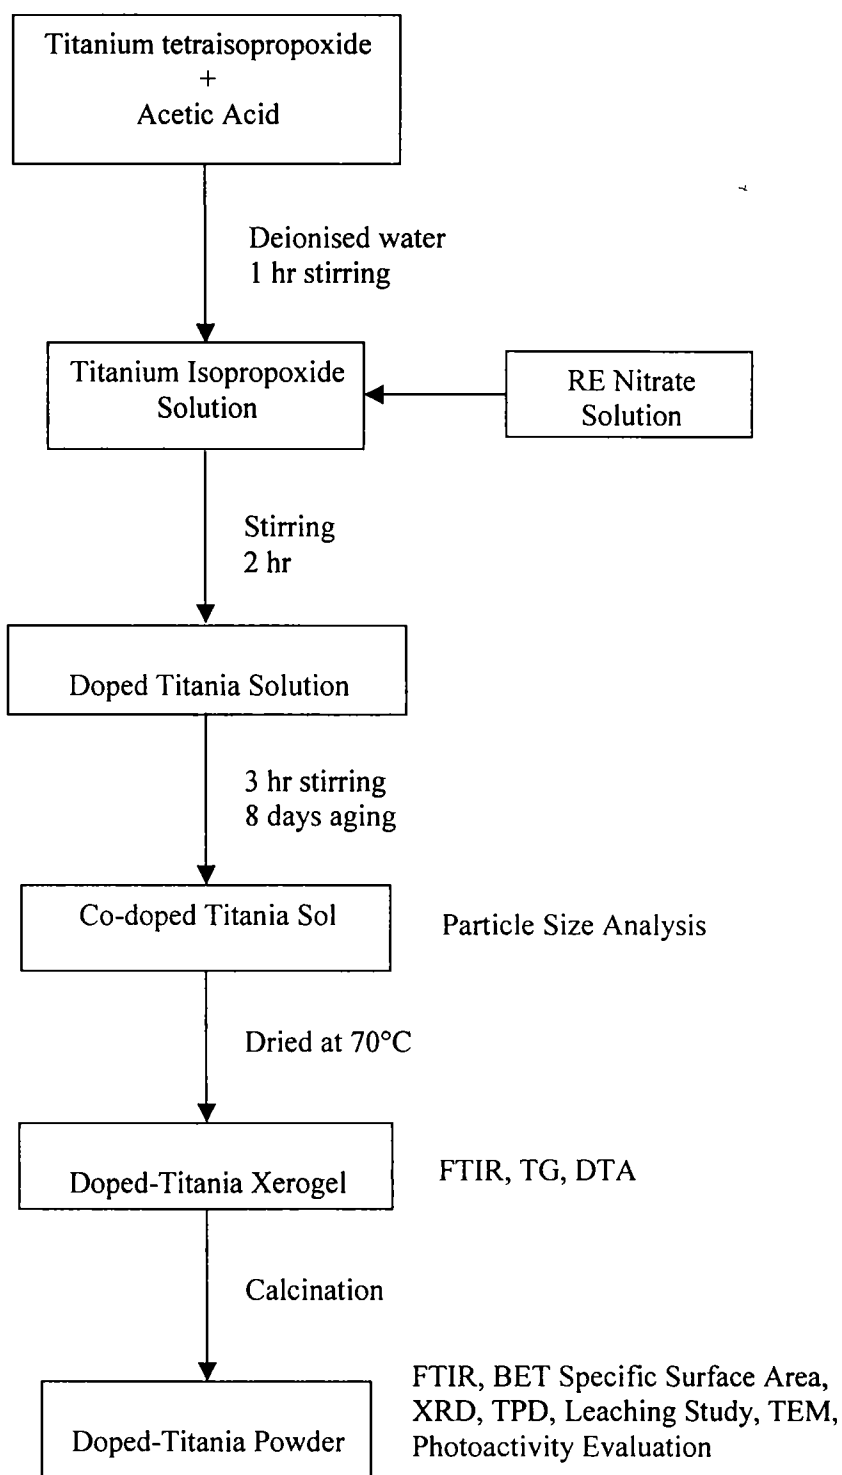 Titanium tetraisopropoxide
+
Acetic Acid
Deionised water
1 hr stirring
Titanium Isopropoxide
Solution
RE Nitrate
Solution
Stirring
2 hr
Doped Titania Solution
3 hr stirring
8 days aging
Co-doped Titania Sol
Particle Size Analysis
Dried at 70°C
Doped-Titania Xerogel
FTIR, TG, DTA
Calcination
FTIR, BET Specific Surface Area,
XRD, TPD, Leaching Study, TEM,
Photoactivity Evaluation
Doped-Titania Powder